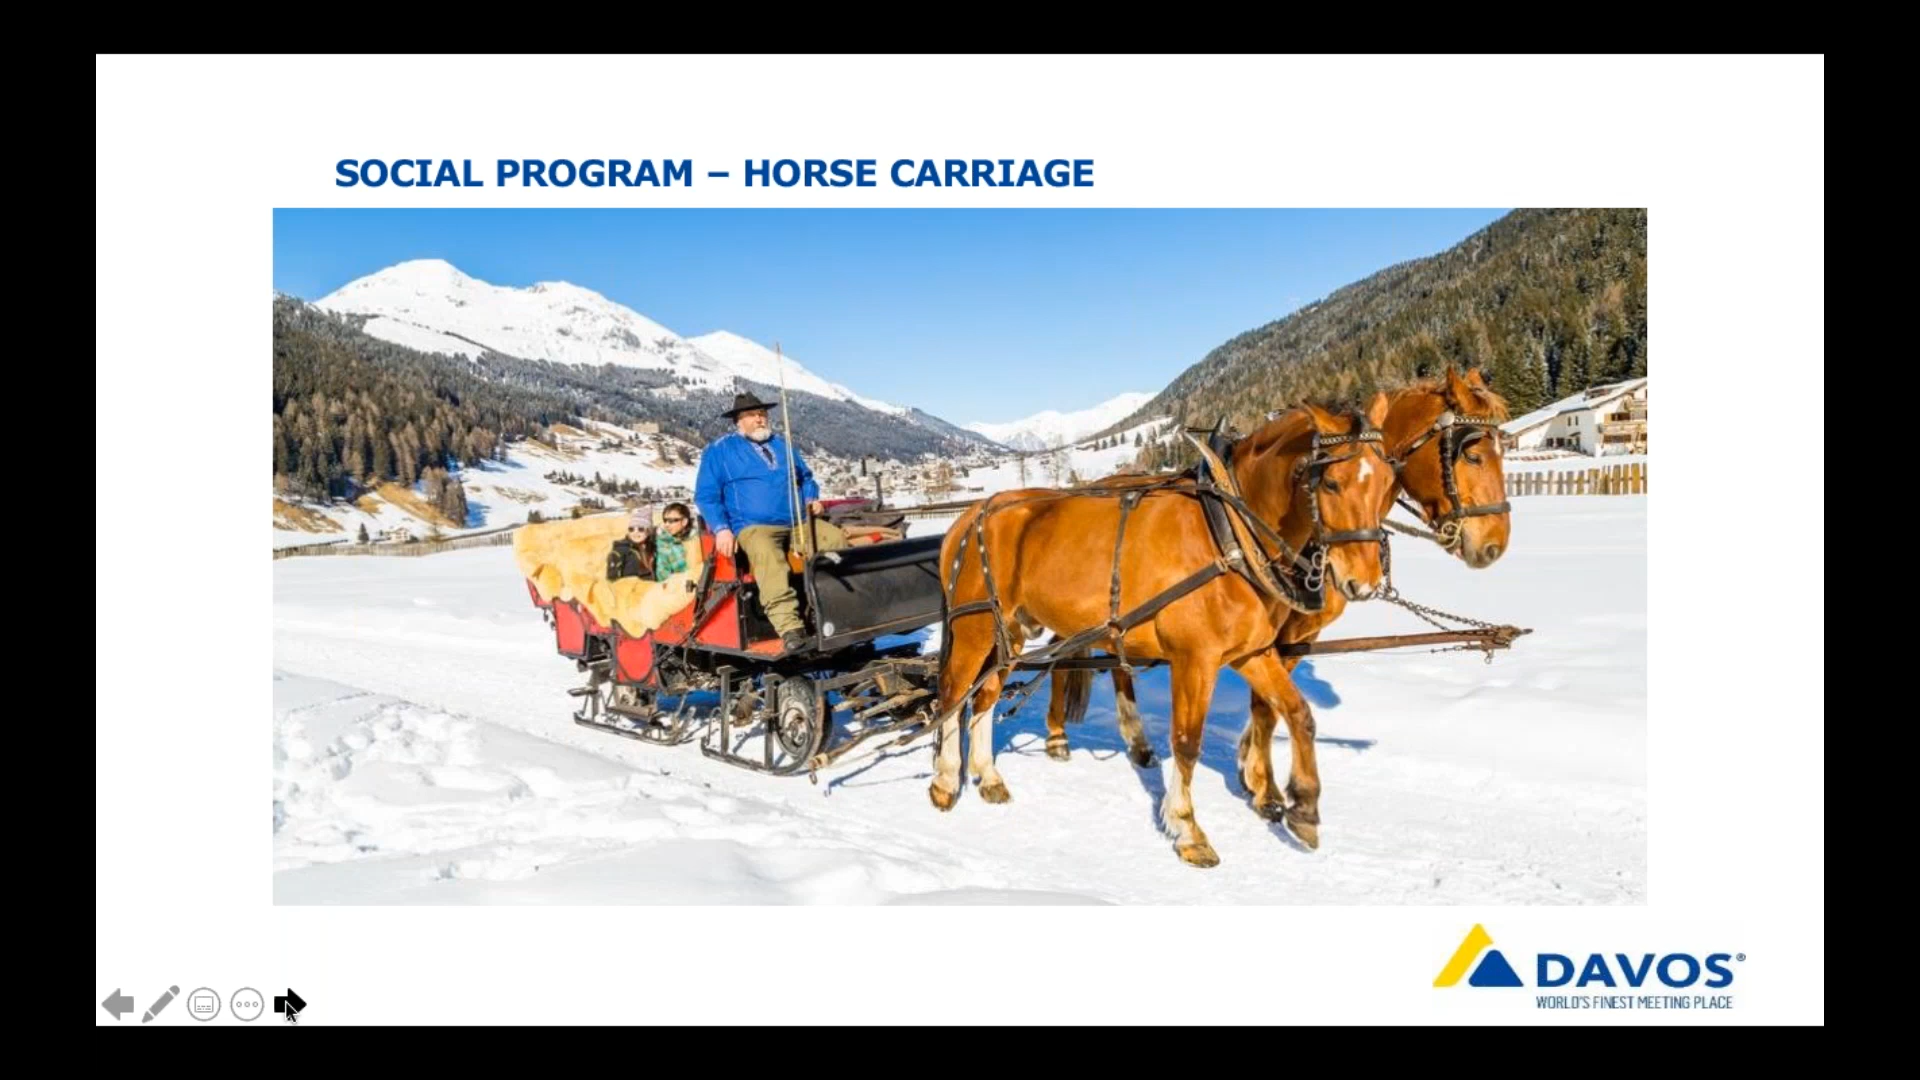 SOCIAL PROGRAM – HORSE CARRIAGE
DAVOS®
WORLD'S FINEST MEETING PLACE